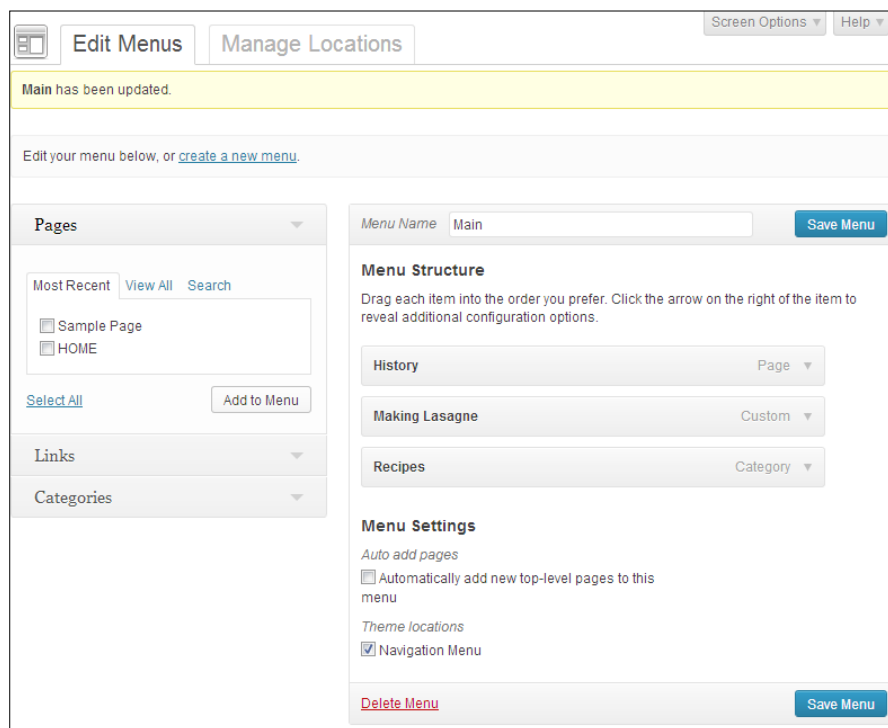 Screen Options Help
Edit Menus Manage Locations
Main has been updated.
Edit your menu below, or create a new menu.
Pages
Most Recent View All Search
Sample Page
HOME
Select All Add to Menu
Links
Categories
Menu Name Main Save Menu
Menu Structure
Drag each item into the order you prefer. Click the arrow on the right of the item to
reveal additional configuration options.
History Page
Making Lasagne Custom
Recipes Category
Menu Settings
Auto add pages
Automatically add new top-level pages to this
menu
Theme locations
Navigation Menu
Delete Menu Save Menu